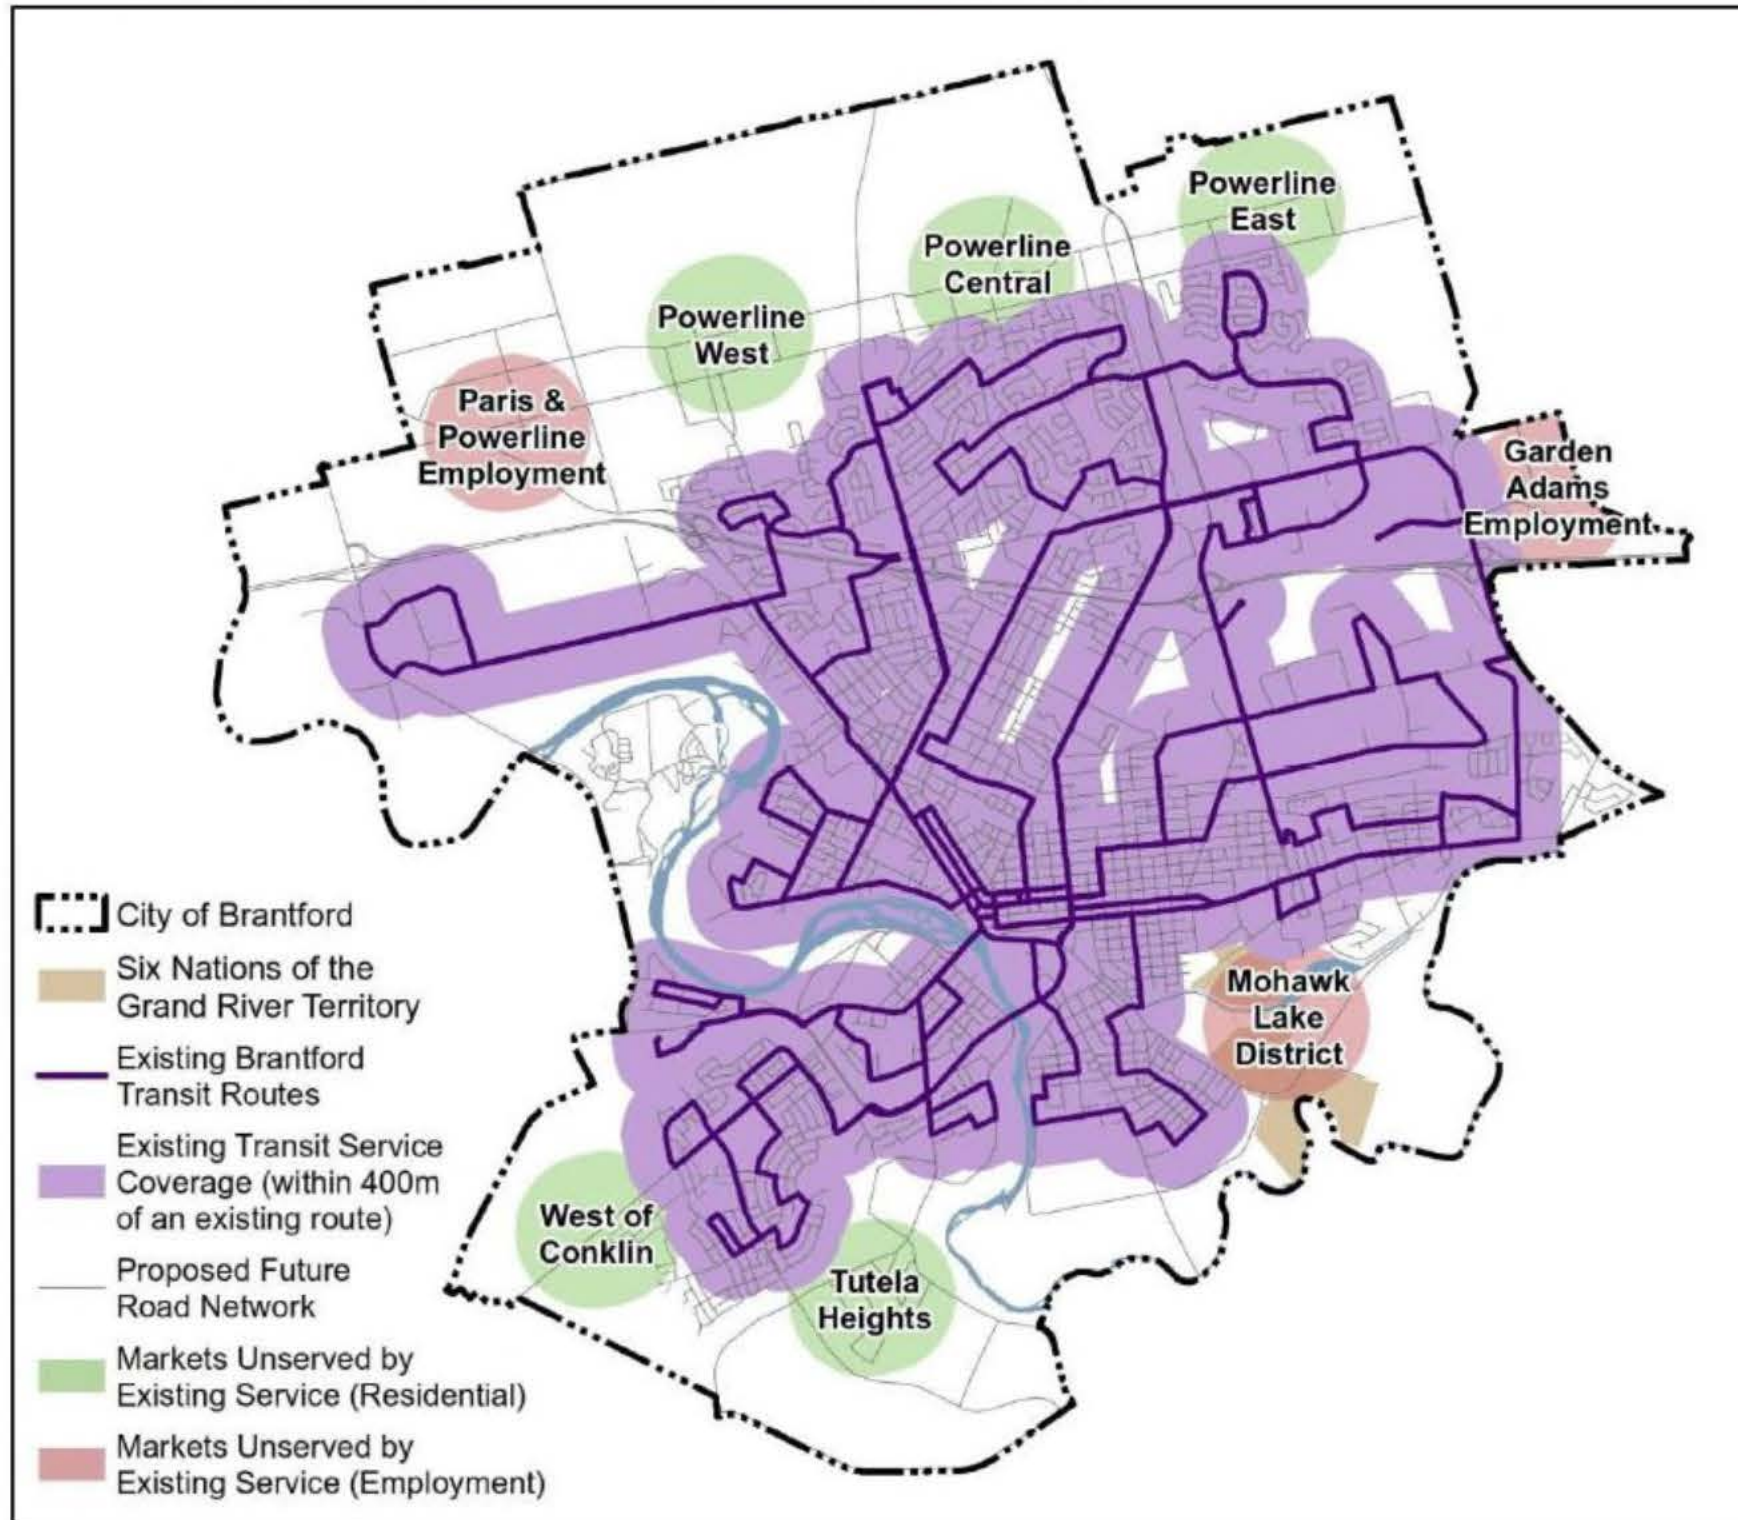 Powerline
East
Powerline
Central
Powerline
West
Paris &
Powerline
Employment
Garden
Adams
Employment
Mohawk
Lake
District
West of
Conklin
Tutela
Heights
City of Brantford
Six Nations of the
Grand River Territory
Existing Brantford
Transit Routes
Existing Transit Service
Coverage (within 400m
of an existing route)
Proposed Future
Road Network
Markets Unserved by
Existing Service (Residential)
Markets Unserved by
Existing Service (Employment)